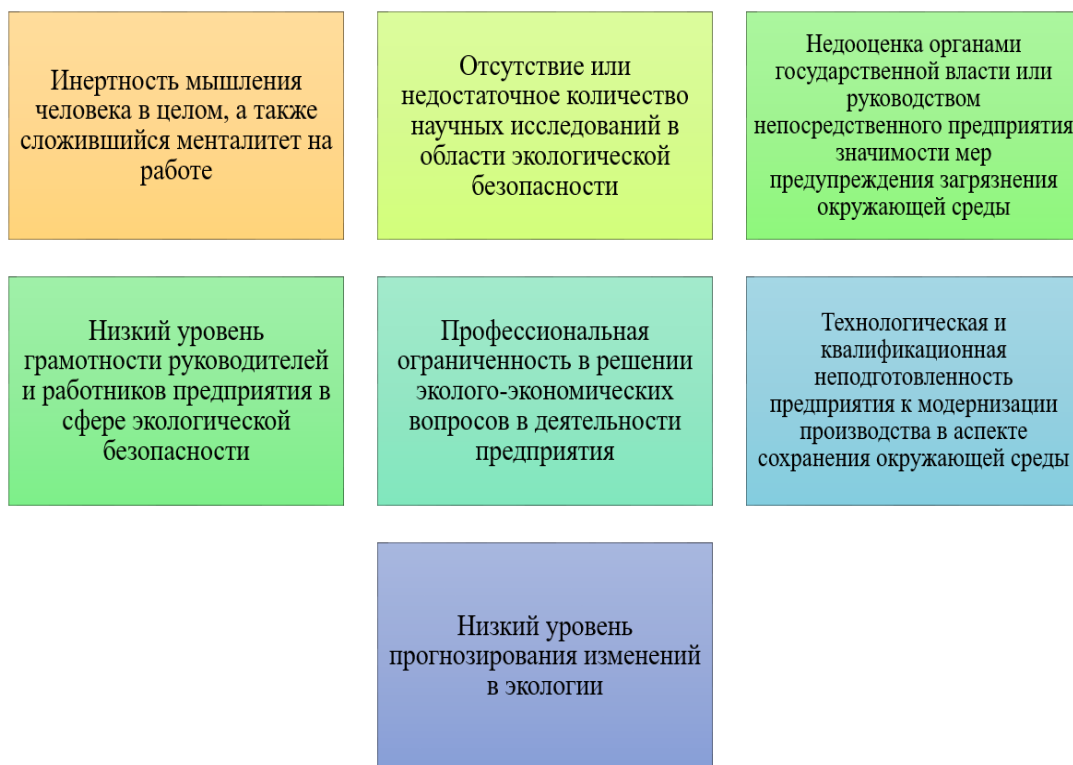 Инертность мышления
человека в целом, а также
сложившийся менталитет на
работе
Отсутствие или
недостаточное количество
научных исследований в
области экологической
безопасности
Недооценка органами
государственной власти или
руководством
непосредственного предприятия
значимости мер
предупреждения загрязнения
окружающей среды
Низкий уровень
грамотности руководителей
и работников предприятия в
сфере экологической
безопасности
Профессиональная
ограниченность в решении
эколого-экономических
вопросов в деятельности
предприятия
Технологическая и
квалификационная
неподготовленность
предприятия к модернизации
производства в аспекте
сохранения окружающей среды
Низкий уровень
прогнозирования изменений
в экологии